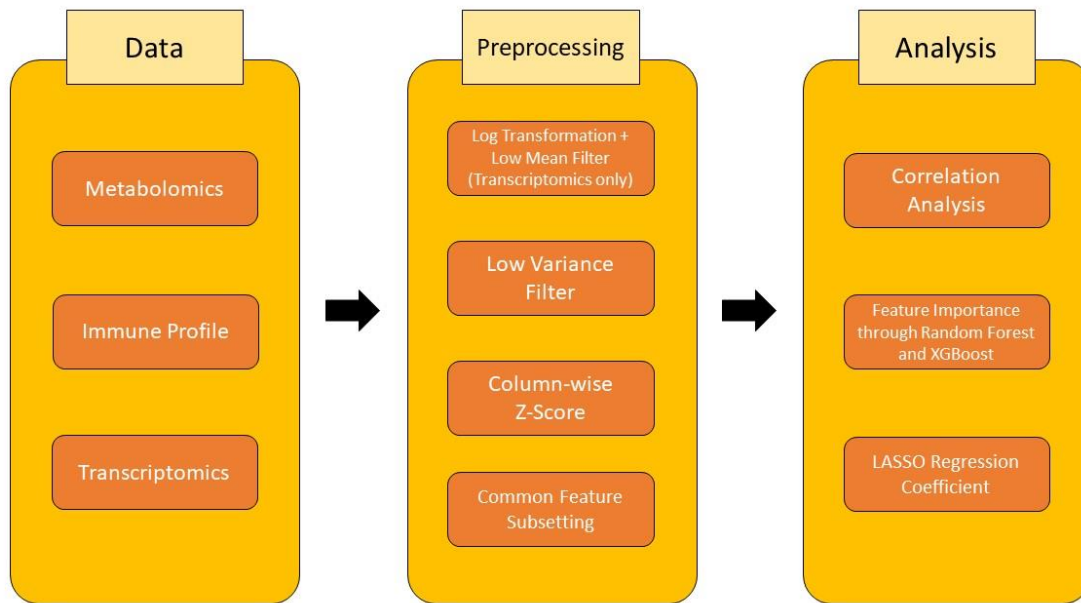 Data
Metabolomics
Immune Profile
Transcriptomics
Preprocessing
Log Transformation +
Low Mean Filter
(Transcriptomics only)
Low Variance
Filter
Column-wise
Z-Score
Common Feature
Subsetting
Analysis
Correlation
Analysis
Feature Importance
through Random Forest
and XGBoost
LASSO Regression
Coefficient